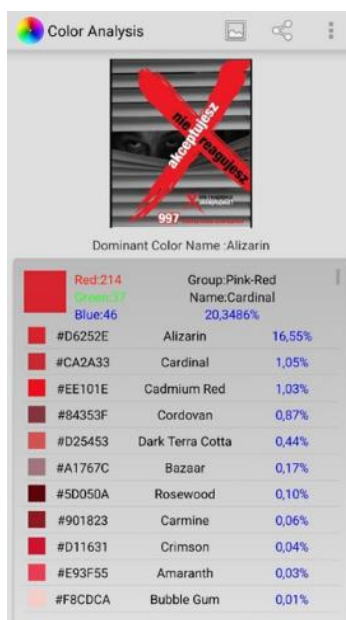 Color Analysis
nie reagujesz
akceptujesz
997
Dominant Color Name :Alizarin
Red:214 Group:Pink-Red
Green:37 Name:Cardinal
Blue:46 20,3486%
#D6252E Alizarin 16,55%
#CA2A33 Cardinal 1,05%
#EE101E Cadmium Red 1,03%
#84353F Cordovan 0,87%
#D25453 Dark Terra Cotta 0,44%
#A1767C Bazaar 0,17%
#5D050A Rosewood 0,10%
#901823 Carmine 0,06%
#D11631 Crimson 0,04%
#E93F55 Amaranth 0,03%
#F8CDCA Bubble Gum 0,01%